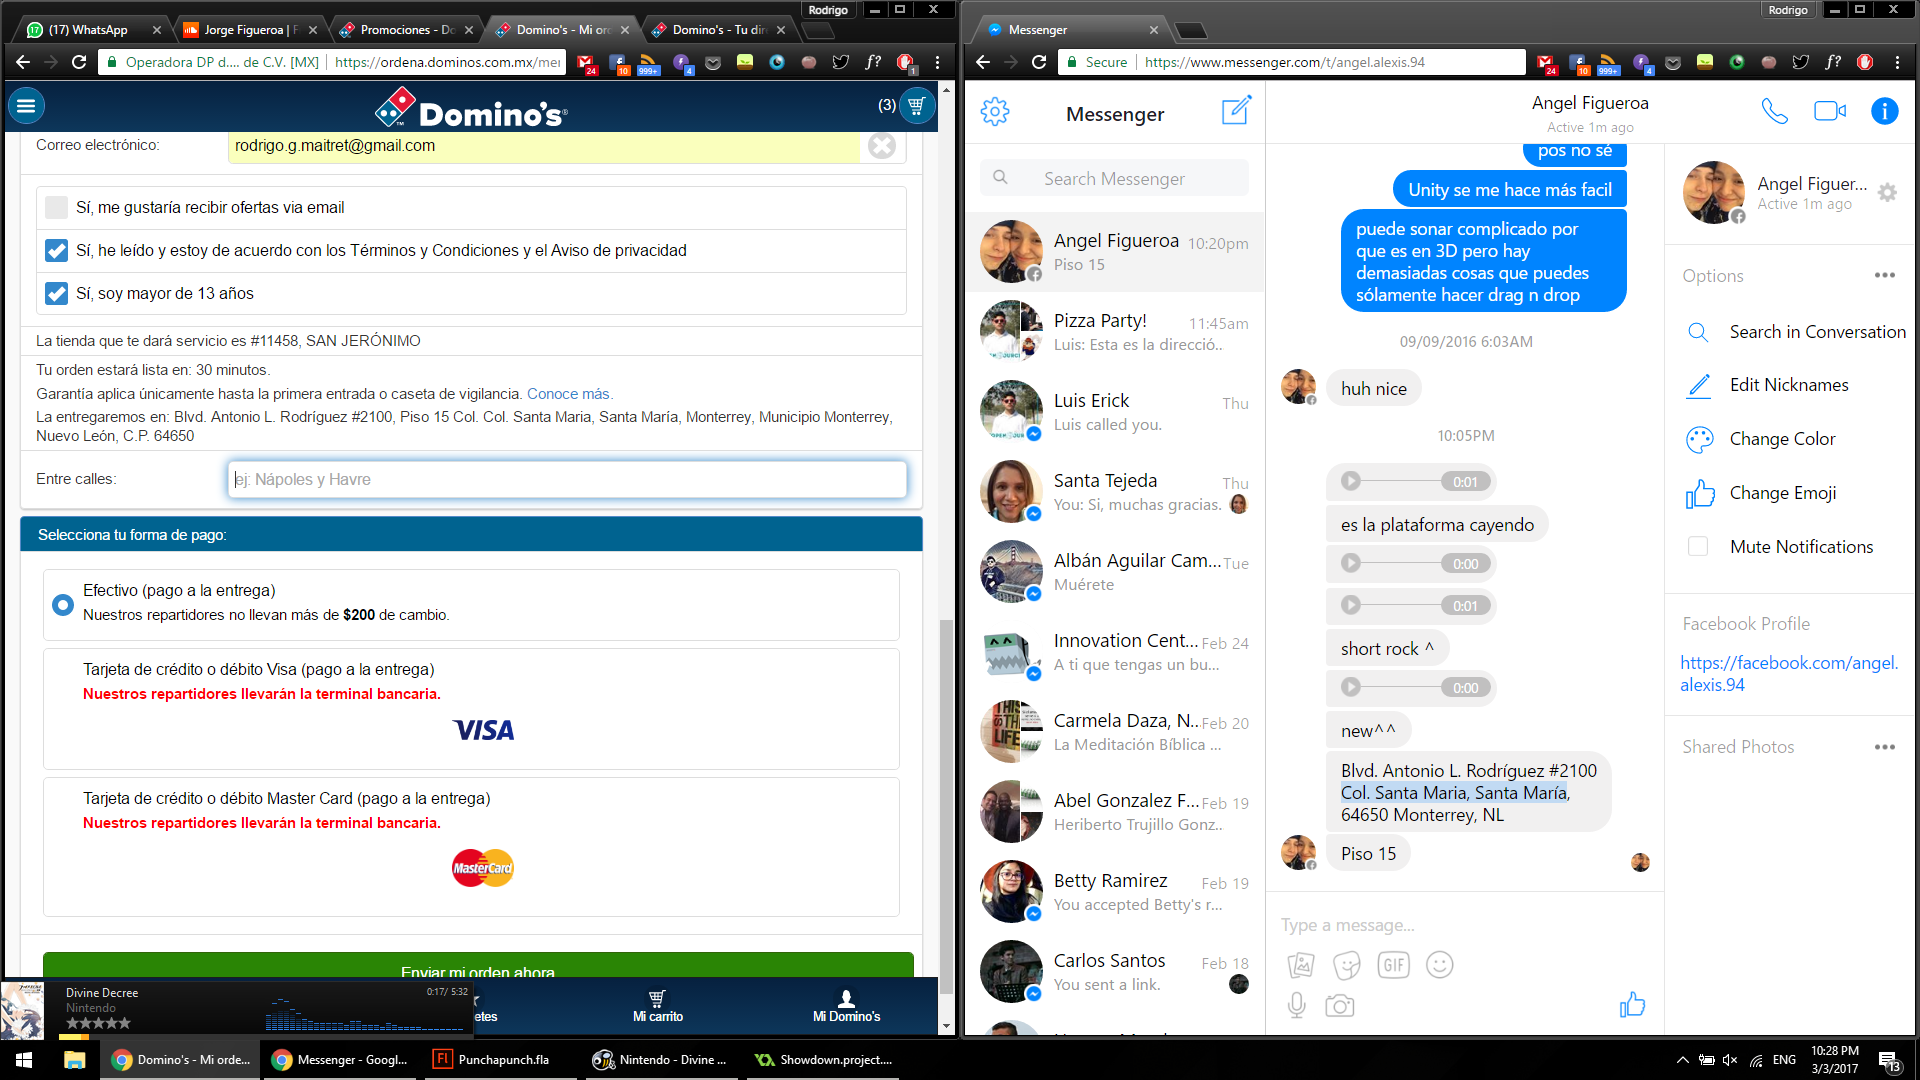 Rodrigo
(17) WhatsApp
Jorge Figueroa | F
Promociones - Do
Domino's - Mi ord
Domino's - Tu dir
Operadora DP d.... de C.V. [MX]
https://ordena.dominos.com.mx/me
24
10
999+
4
f?
1
Domino's
(3)
Correo electrónico:
rodrigo.g.maitret@gmail.com
Sí, me gustaría recibir ofertas via email
Sí, he leído y estoy de acuerdo con los Términos y Condiciones y el Aviso de privacidad
Sí, soy mayor de 13 años
La tienda que te dará servicio es #11458, SAN JERÓNIMO
Tu orden estará lista en: 30 minutos.
Garantía aplica únicamente hasta la primera entrada o caseta de vigilancia. Conoce más.
La entregaremos en: Blvd. Antonio L. Rodríguez #2100, Piso 15 Col. Col. Santa Maria, Santa María, Monterrey, Municipio Monterrey,
Nuevo León, C.P. 64650
Entre calles:
ej: Nápoles y Havre
Selecciona tu forma de pago:
Efectivo (pago a la entrega)
Nuestros repartidores no llevan más de $200 de cambio.
Tarjeta de crédito o débito Visa (pago a la entrega)
Nuestros repartidores llevarán la terminal bancaria.
VISA
Tarjeta de crédito o débito Master Card (pago a la entrega)
Nuestros repartidores llevarán la terminal bancaria.
MasterCard
Enviar mi orden ahora
Divine Decree
Nintendo
0:17/ 5:32
etes
Mi carrito
Mi Domino's
Rodrigo
Messenger
Secure
https://www.messenger.com/t/angel.alexis.94
24
10
999+
4
f?
Messenger
Search Messenger
Angel Figueroa
10:20pm
Piso 15
Pizza Party!
11:45am
Luis: Esta es la direcció..
Luis Erick
Thu
Luis called you.
Santa Tejeda
Thu
You: Si, muchas gracias.
Albán Aguilar Cam...
Tue
Muérete
Innovation Cent...
Feb 24
A ti que tengas un bu...
Carmela Daza, N...
Feb 20
La Meditación Bíblica ...
Abel Gonzalez F...
Feb 19
Heriberto Trujillo Gonz..
Betty Ramirez
Feb 19
You accepted Betty's r...
Carlos Santos
Feb 18
You sent a link.
Angel Figueroa
Active 1m ago
pos no sé
Unity se me hace más facil
puede sonar complicado por
que es en 3D pero hay
demasiadas cosas que puedes
sólamente hacer drag n drop
09/09/2016 6:03AM
huh nice
10:05PM
0:01
es la plataforma cayendo
0:00
0:01
short rock ^
0:00
new^^
Blvd. Antonio L. Rodríguez #2100
Col. Santa Maria, Santa María,
64650 Monterrey, NL
Piso 15
Type a message...
GIF
Angel Figuer...
Active 1m ago
Options
Search in Conversation
Edit Nicknames
Change Color
Change Emoji
Mute Notifications
Facebook Profile
https://facebook.com/angel.
alexis.94
Shared Photos
Domino's - Mi orde...
Messenger - Googl...
Fl
Punchapunch.fla
Nintendo - Divine ...
Showdown.project....
ENG
10:28 PM
3/3/2017
13